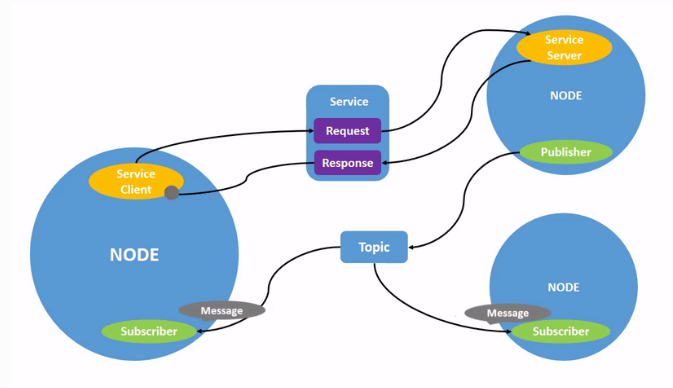 Service
Server
NODE
Publisher
Service
Request
Response
Service
Client
NODE
Message
Subscriber
Topic
NODE
Message
Subscriber